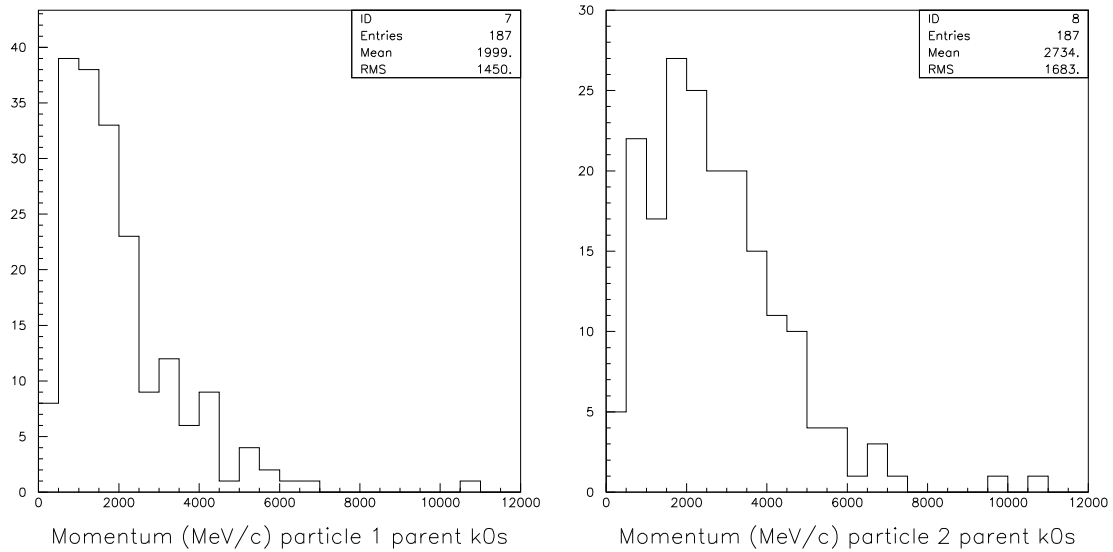 ID 7
Entries 187
Mean 1999.
RMS 1450.
40
35
30
25
20
15
10
5
0
0 2000 4000 6000 8000 10000 12000
Momentum (MeV/c) particle 1 parent k0s
ID 8
Entries 187
Mean 2734.
RMS 1683.
30
25
20
15
10
5
0
0 2000 4000 6000 8000 10000 12000
Momentum (MeV/c) particle 2 parent k0s